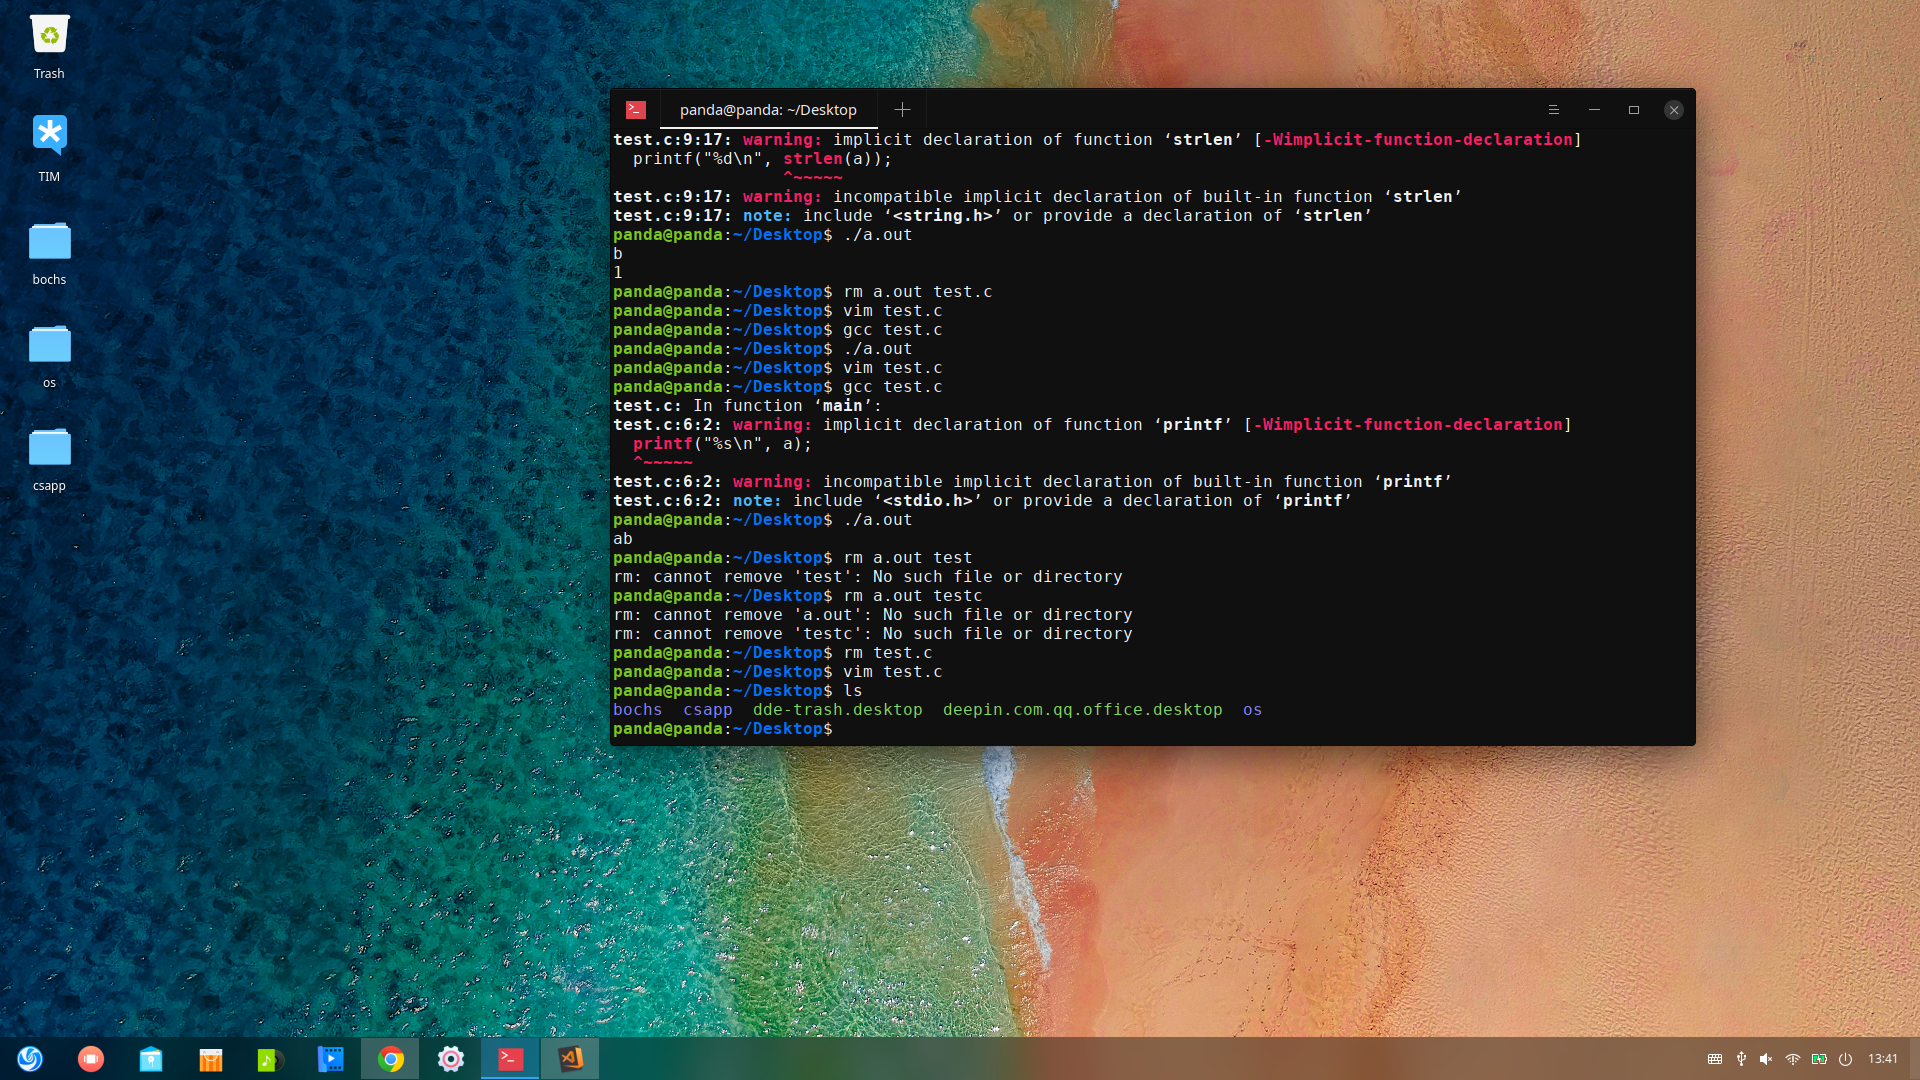 Trash
TIM
bochs
os
csapp
panda@panda: ~/Desktop
test.c:9:17: warning: implicit declaration of function ‘strlen’ [-Wimplicit-function-declaration]
printf("%d\n", strlen(a));
^~~~~~
test.c:9:17: warning: incompatible implicit declaration of built-in function ‘strlen’
test.c:9:17: note: include ‘<string.h>’ or provide a declaration of ‘strlen’
panda@panda:~/Desktop$ ./a.out
b
1
panda@panda:~/Desktop$ rm a.out test.c
panda@panda:~/Desktop$ vim test.c
panda@panda:~/Desktop$ gcc test.c
panda@panda:~/Desktop$ ./a.out
panda@panda:~/Desktop$ vim test.c
panda@panda:~/Desktop$ gcc test.c
test.c: In function ‘main’:
test.c:6:2: warning: implicit declaration of function ‘printf’ [-Wimplicit-function-declaration]
printf("%s\n", a);
^~~~~~
test.c:6:2: warning: incompatible implicit declaration of built-in function ‘printf’
test.c:6:2: note: include ‘<stdio.h>’ or provide a declaration of ‘printf’
panda@panda:~/Desktop$ ./a.out
ab
panda@panda:~/Desktop$ rm a.out test
rm: cannot remove 'test': No such file or directory
panda@panda:~/Desktop$ rm a.out testc
rm: cannot remove 'a.out': No such file or directory
rm: cannot remove 'testc': No such file or directory
panda@panda:~/Desktop$ rm test.c
panda@panda:~/Desktop$ vim test.c
panda@panda:~/Desktop$ ls
bochs  csapp  dde-trash.desktop  deepin.com.qq.office.desktop  os
panda@panda:~/Desktop$
13:41